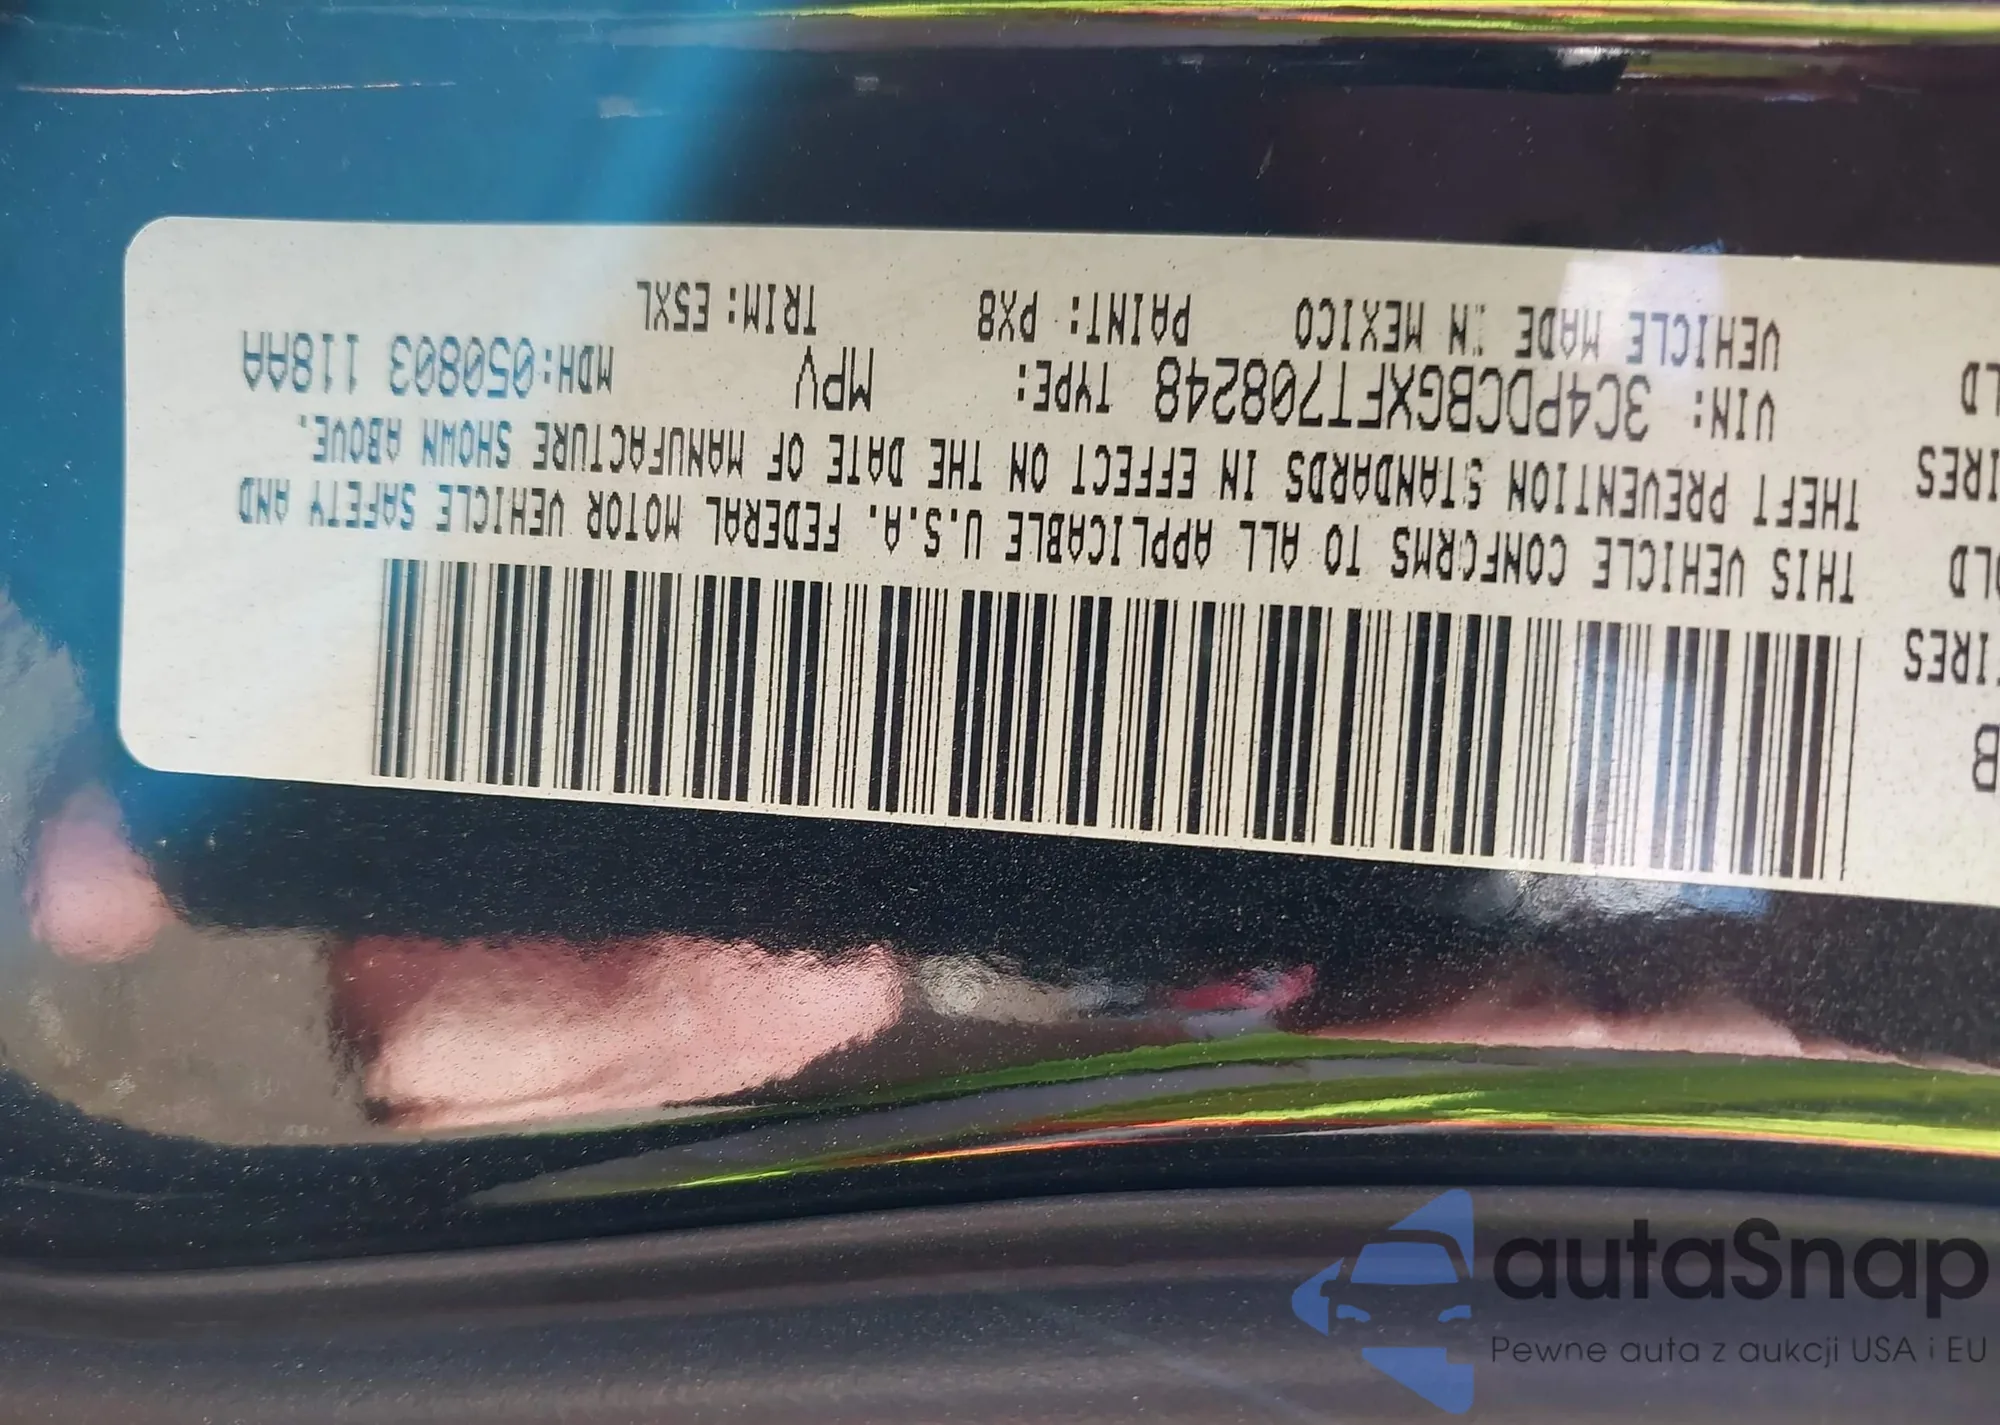 THIS VEHICLE CONFORMS TO ALL APPLICABLE U.S.A. FEDERAL MOTOR VEHICLE SAFETY AND
THEFT PREVENTION STANDARDS IN EFFECT ON THE DATE OF MANUFACTURE SHOWN ABOVE.
VIN: 3C4PDCBGXFT708248 TYPE: MPV MDH:050803 118AA
VEHICLE MADE IN MEXICO PAINT: PX8 TRIM: E5XL
autaSnap
Pewne auta z aukcji USA i EU